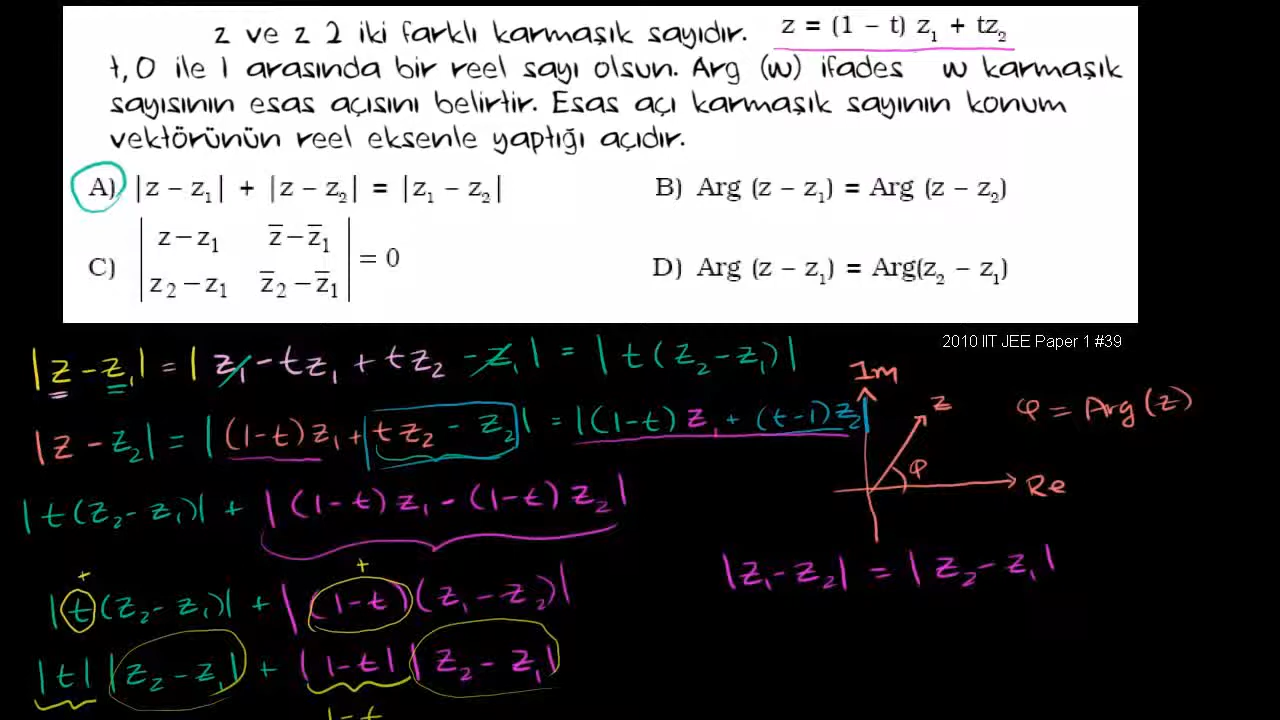 z ve z 2 iki farklı karmaşık sayıdır. z = (1 – t) z₁ + tz₂
t, 0 ile 1 arasında bir reel sayı olsun. Arg (w) ifades w karmaşık
sayısının esas açısını belirtir. Esas açı karmaşık sayının konum
vektörünün reel eksenle yaptığı açıdır.
A) |z – z₁| + |z – z₂| = |z₁ – z₂|
B) Arg (z – z₁) = Arg (z – z₂)
C) | z – z₁ z̅ – z̅₁ |
| z₂ – z₁ z̅₂ – z̅₁ | = 0
D) Arg (z – z₁) = Arg(z₂ – z₁)
2010 IIT JEE Paper 1 #39
|z - z₁| = |z₁ - tz₁ + tz₂ - z₁| = |t(z₂ - z₁)|
|z - z₂| = |(1-t)z₁ + tz₂ - z₂| = |(1-t)z₁ + (t-1)z₂|
|t(z₂ - z₁)| + |(1-t)z₁ - (1-t)z₂|
+ +
|t(z₂ - z₁)| + |(1-t)(z₁ - z₂)|
|t| |z₂ - z₁| + |1-t| |z₂ - z₁|
1-t
Im
z
φ
Re
φ = Arg(z)
|z₁ - z₂| = |z₂ - z₁|